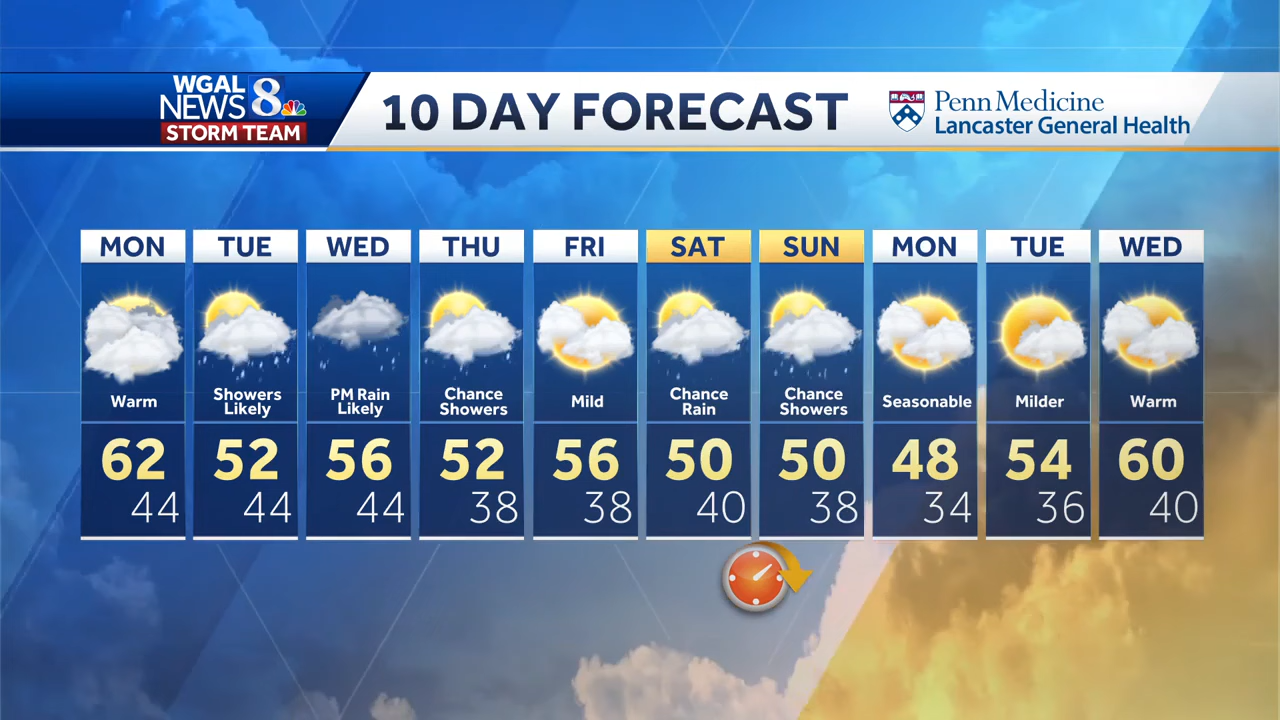 WGAL
NEWS 8
STORM TEAM
10 DAY FORECAST
Penn Medicine
Lancaster General Health
MON TUE WED THU FRI SAT SUN MON TUE WED
Warm
Showers
Likely
PM Rain
Likely
Chance
Showers
Mild
Chance
Rain
Chance
Showers
Seasonable
Milder
Warm
62 52 56 52 56 50 50 48 54 60
44 44 44 38 38 40 38 34 36 40